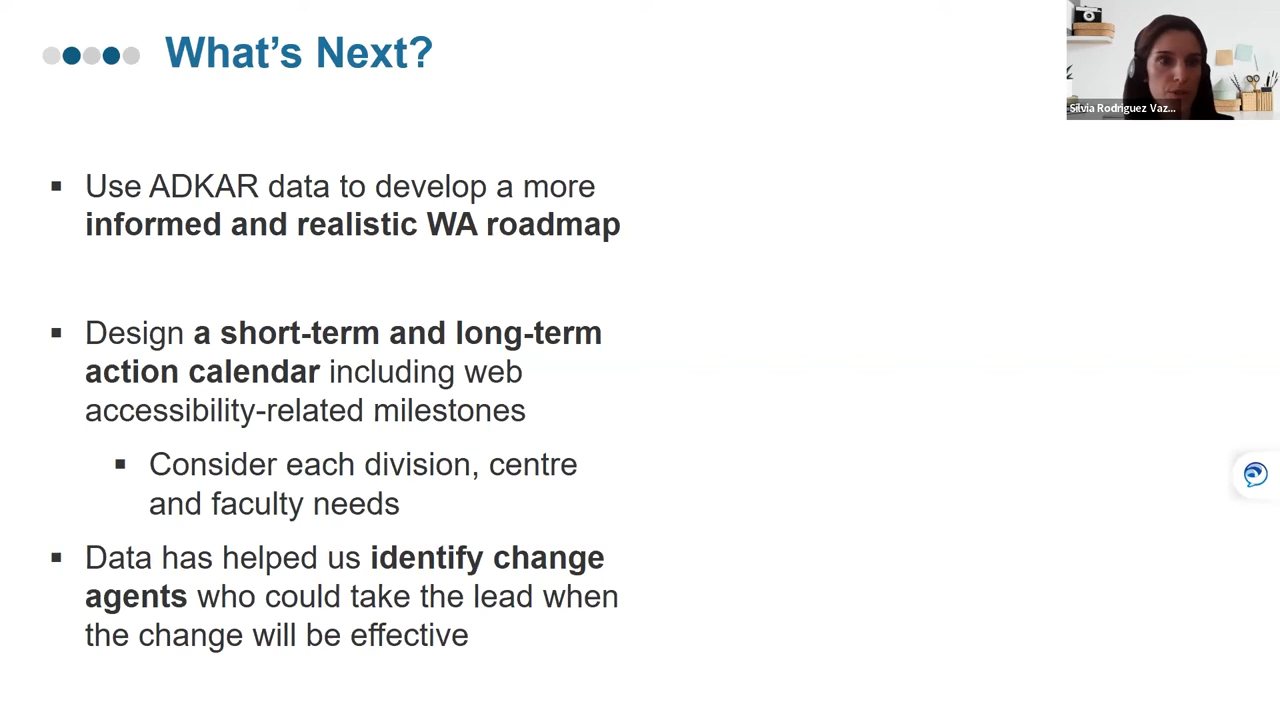 What's Next?
Silvia Rodriguez Vaz...
▪ Use ADKAR data to develop a more
informed and realistic WA roadmap
▪ Design a short-term and long-term
action calendar including web
accessibility-related milestones
▪ Consider each division, centre
and faculty needs
▪ Data has helped us identify change
agents who could take the lead when
the change will be effective